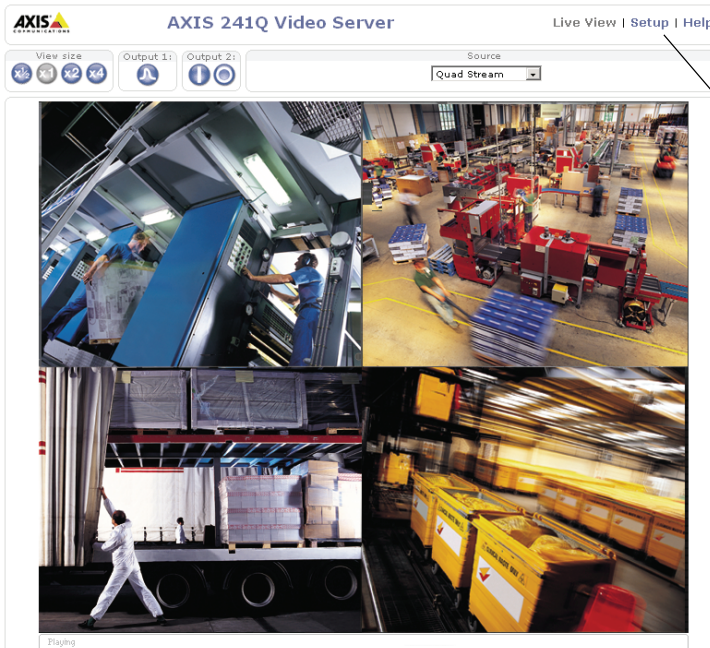 AXIS
COMMUNICATIONS
AXIS 241Q Video Server
Live View | Setup | Help
View size
x½ x1 x2 x4
Output 1:
Output 2:
Source
Quad Stream
Playing